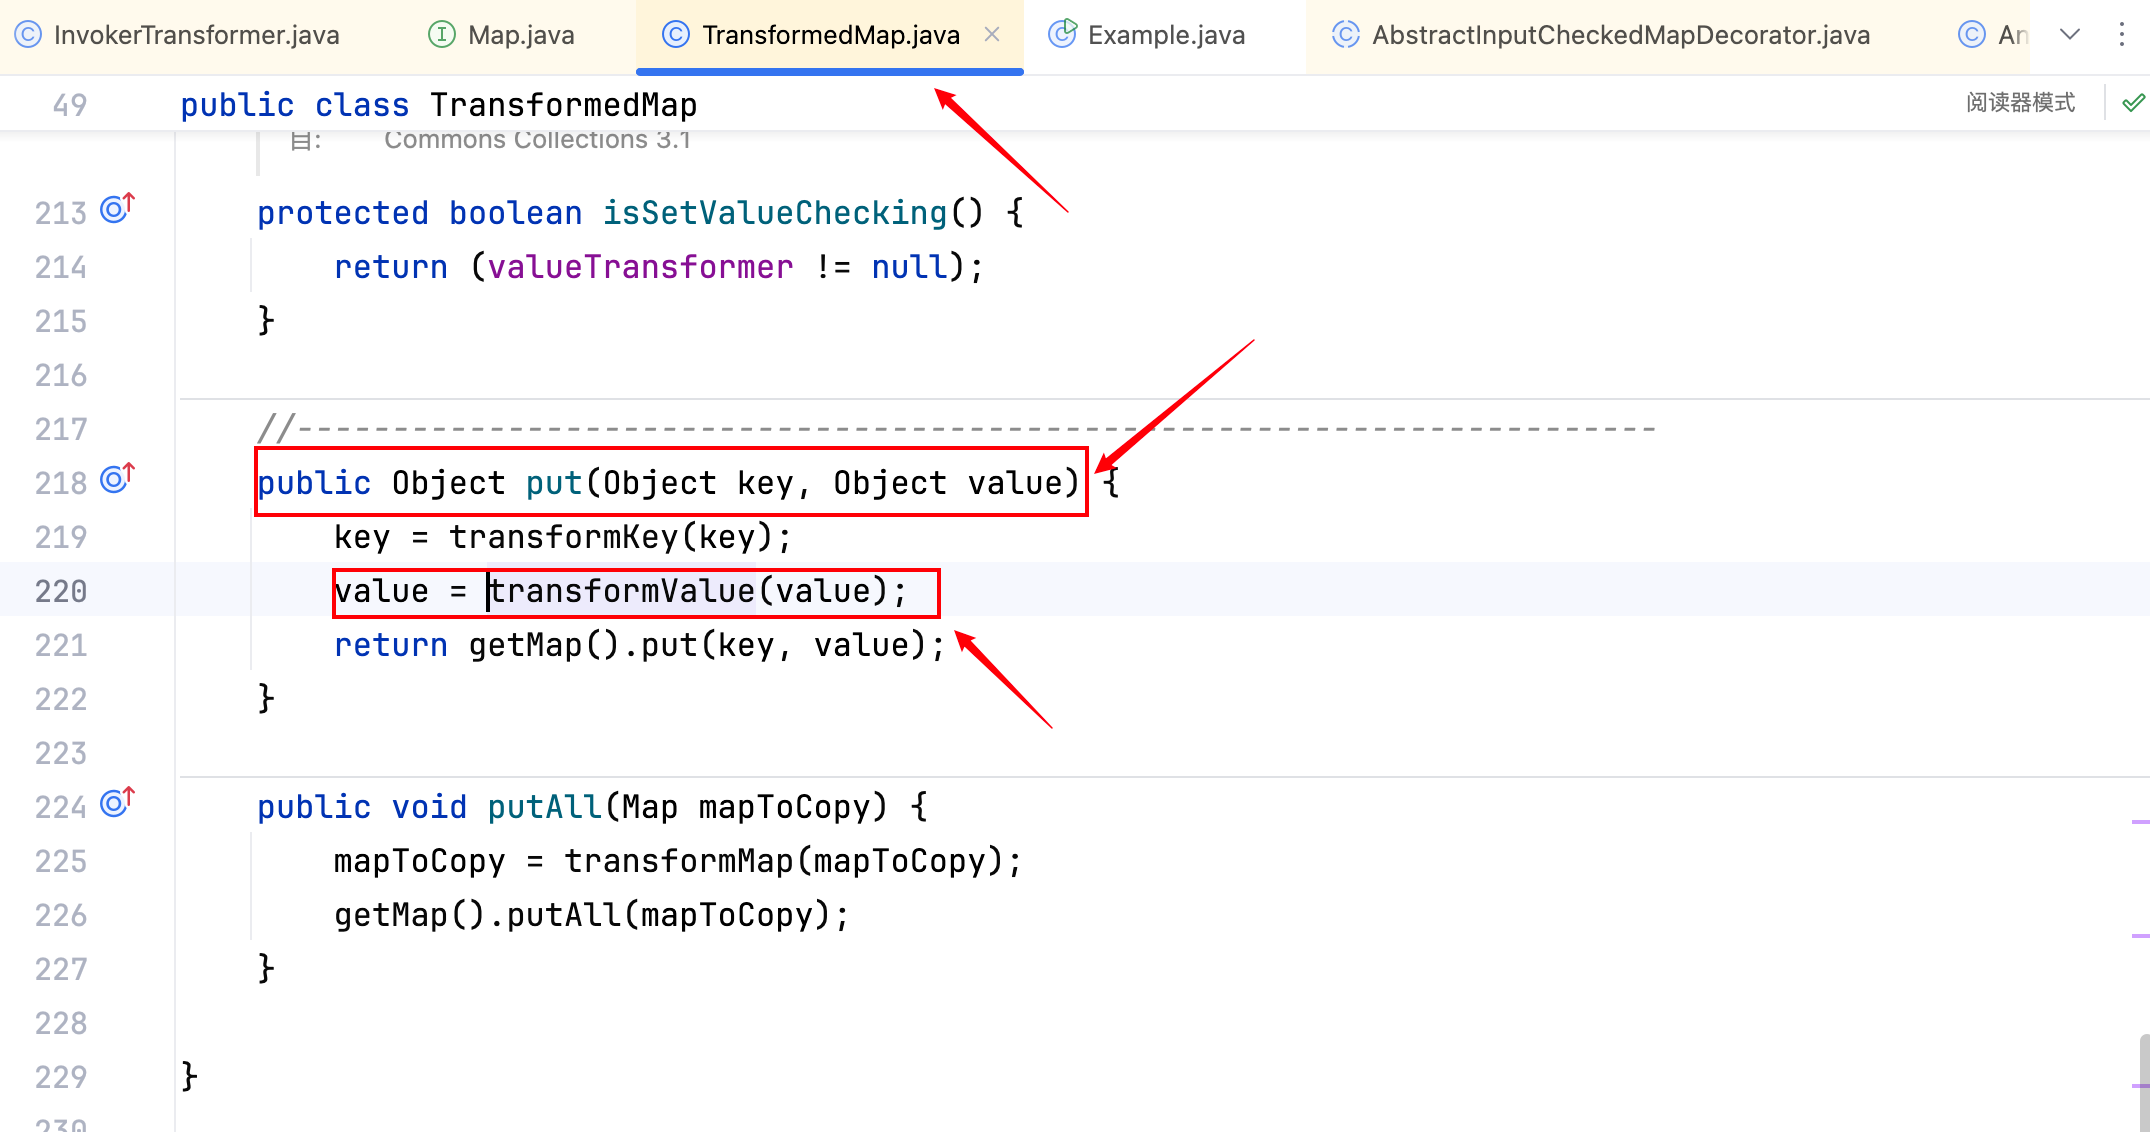 InvokerTransformer.java Map.java TransformedMap.java Example.java AbstractInputCheckedMapDecorator.java An
49 public class TransformedMap 阅读器模式
自: Commons Collections 3.1
213 protected boolean isSetValueChecking() {
214 return (valueTransformer != null);
215 }
216
217 //-----------------------------------------------------------------------
218 public Object put(Object key, Object value) {
219 key = transformKey(key);
220 value = transformValue(value);
221 return getMap().put(key, value);
222 }
223
224 public void putAll(Map mapToCopy) {
225 mapToCopy = transformMap(mapToCopy);
226 getMap().putAll(mapToCopy);
227 }
228
229 }
230